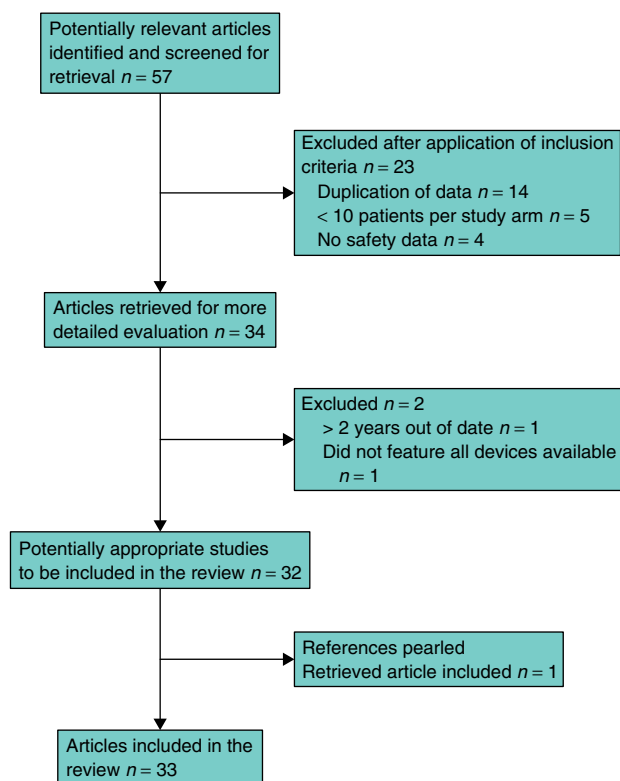 Potentially relevant articles
identified and screened for
retrieval n = 57
Excluded after application of inclusion
criteria n = 23
Duplication of data n = 14
< 10 patients per study arm n = 5
No safety data n = 4
Articles retrieved for more
detailed evaluation n = 34
Excluded n = 2
> 2 years out of date n = 1
Did not feature all devices available
n = 1
Potentially appropriate studies
to be included in the review n = 32
References pearled
Retrieved article included n = 1
Articles included in the
review n = 33